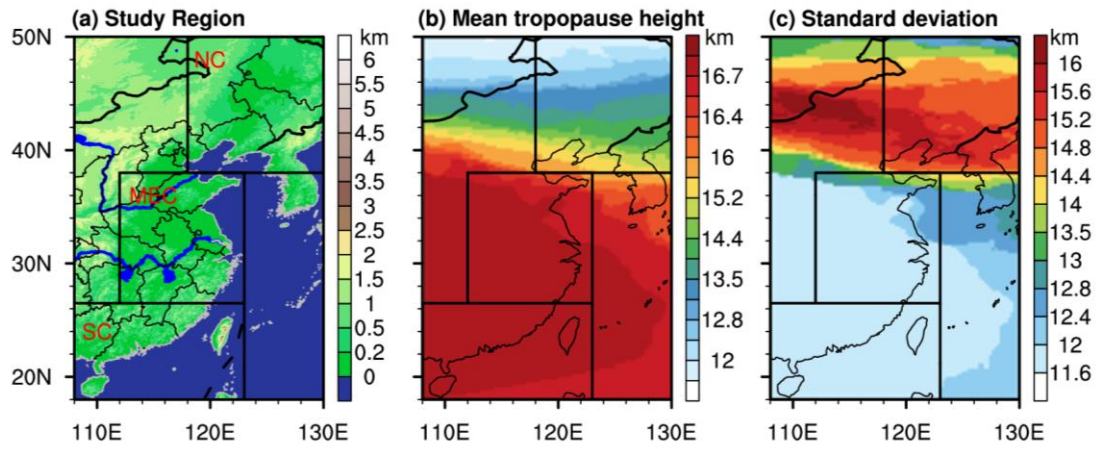 (a) Study Region
(b) Mean tropopause height
(c) Standard deviation
50N
40N
30N
20N
110E
120E
130E
NC
MEC
SC
km
6
5.5
5
4.5
4
3.5
3
2.5
2
1.5
1
0.5
0.2
0
110E
120E
130E
km
16.7
16.4
16
15.2
14.4
13.5
12.8
12
110E
120E
130E
km
16
15.6
15.2
14.8
14.4
14
13.5
13
12.8
12.4
12
11.6